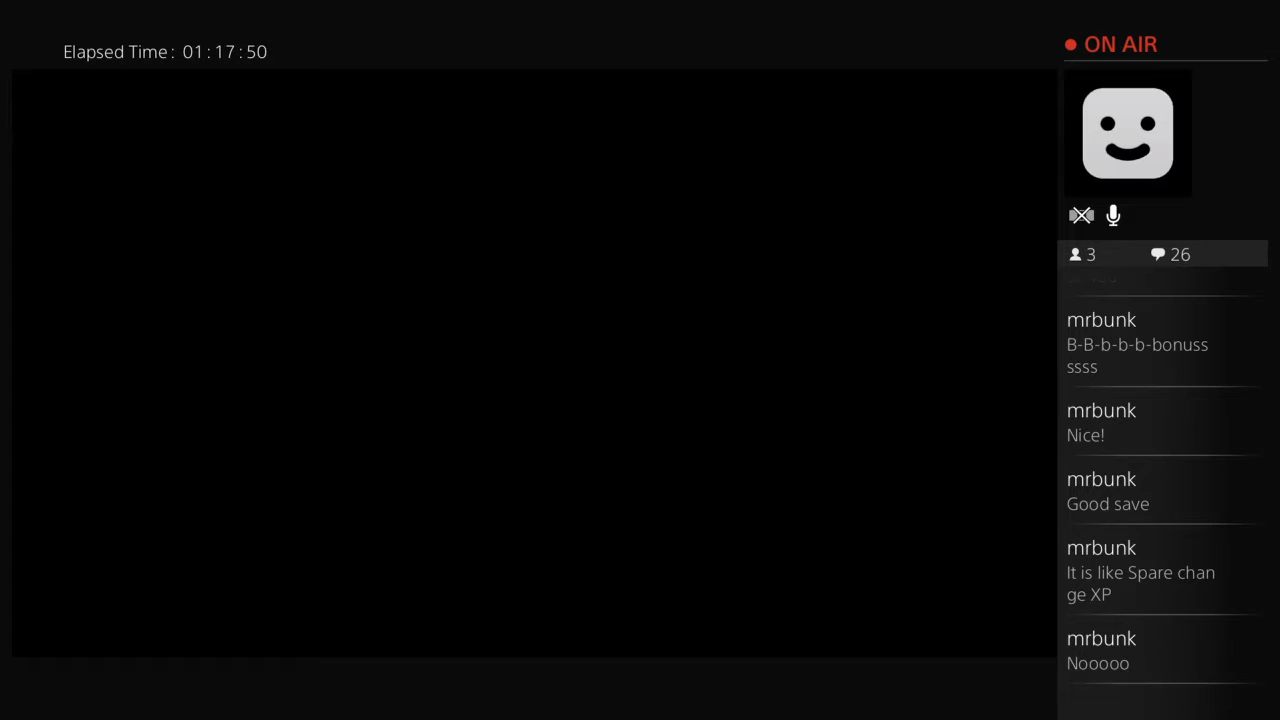 Elapsed Time: 01:17:50
ON AIR
3 26
mrbunk
B-B-b-b-b-bonuss
ssss
mrbunk
Nice!
mrbunk
Good save
mrbunk
It is like Spare chan
ge XP
mrbunk
Nooooo